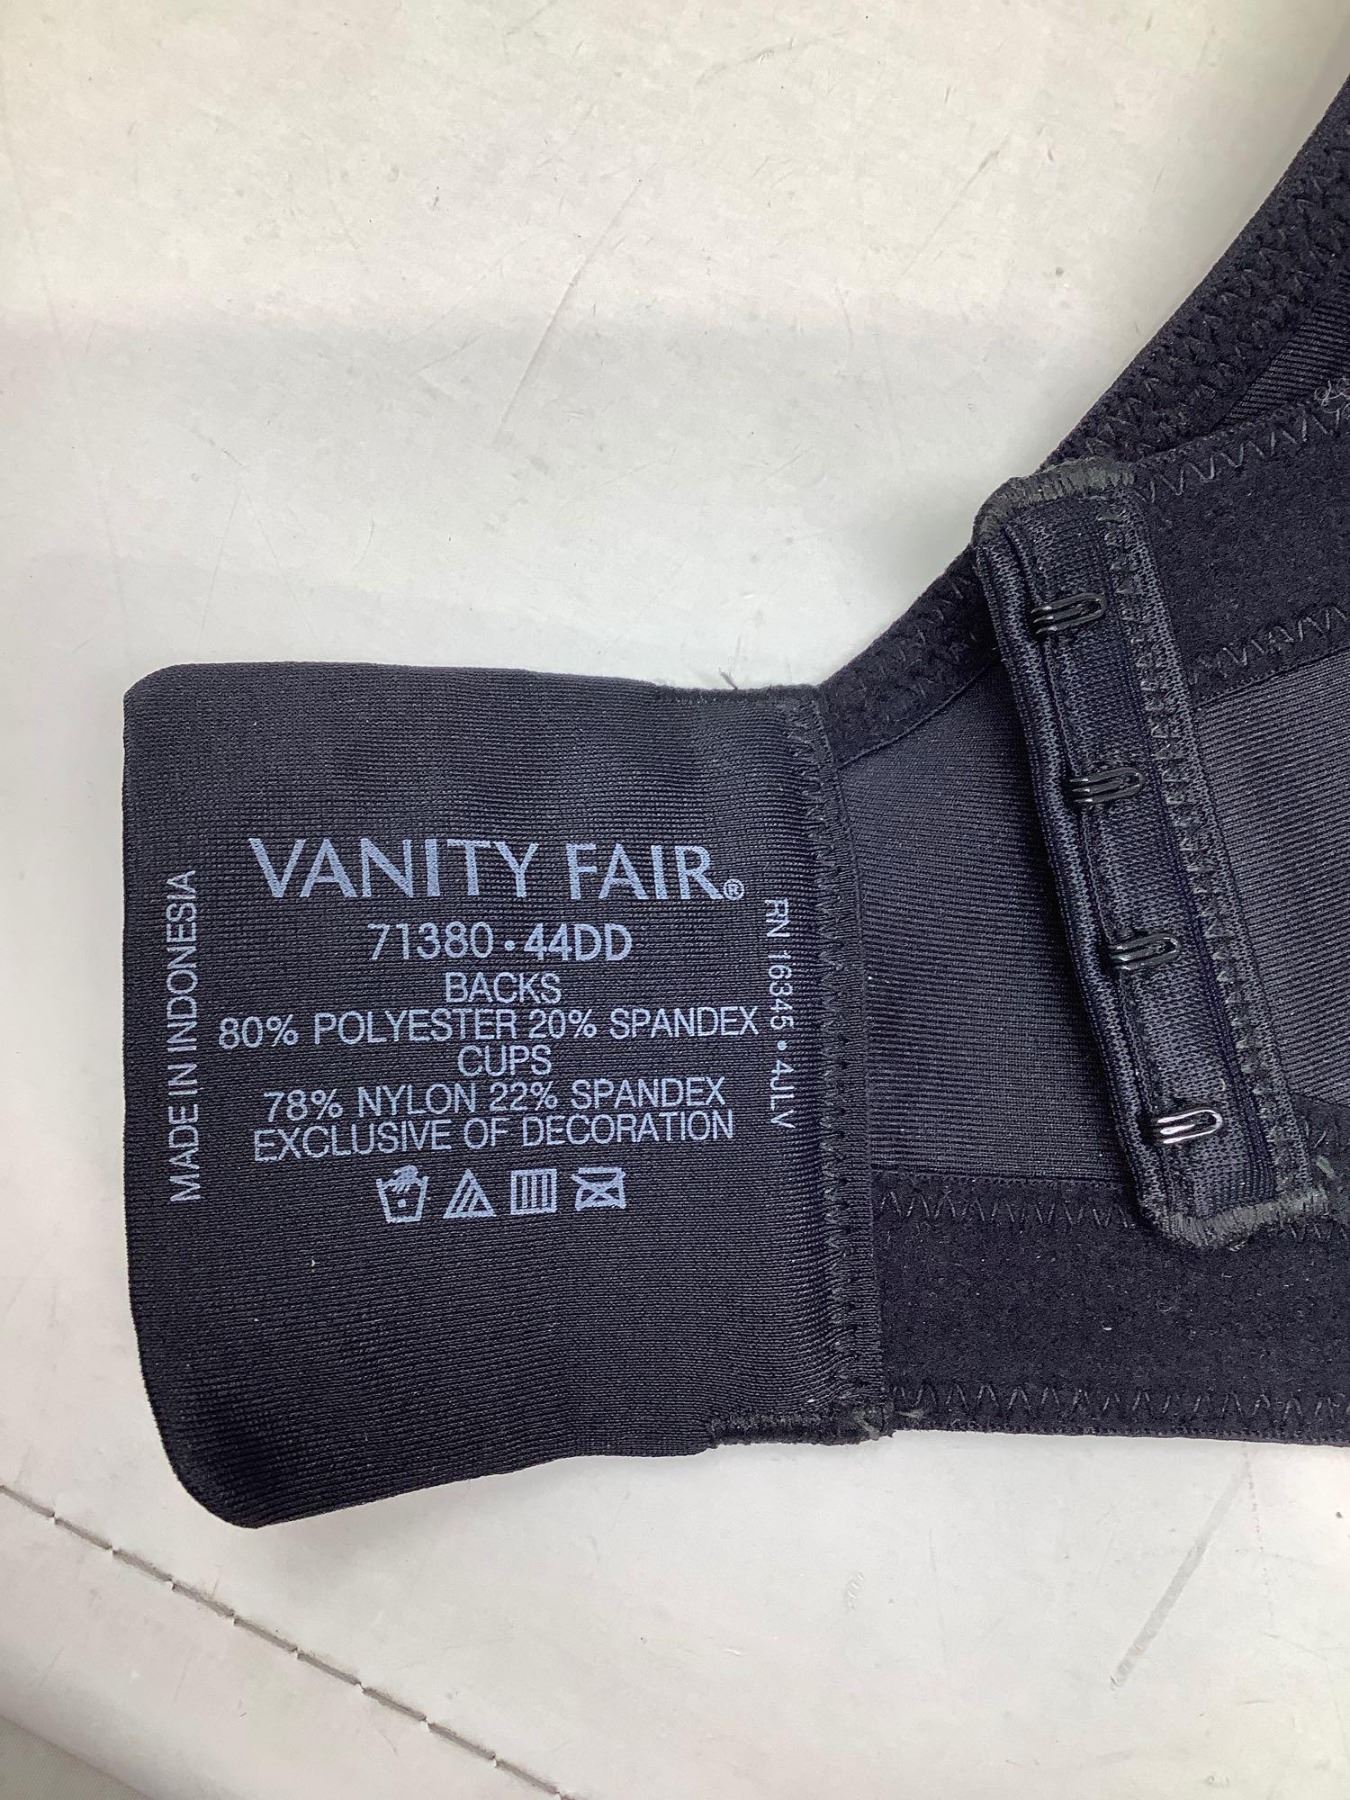 VANITY FAIR®
71380 • 44DD
BACKS
80% POLYESTER 20% SPANDEX
CUPS
78% NYLON 22% SPANDEX
EXCLUSIVE OF DECORATION
MADE IN INDONESIA
RN 16345 • 4JLV